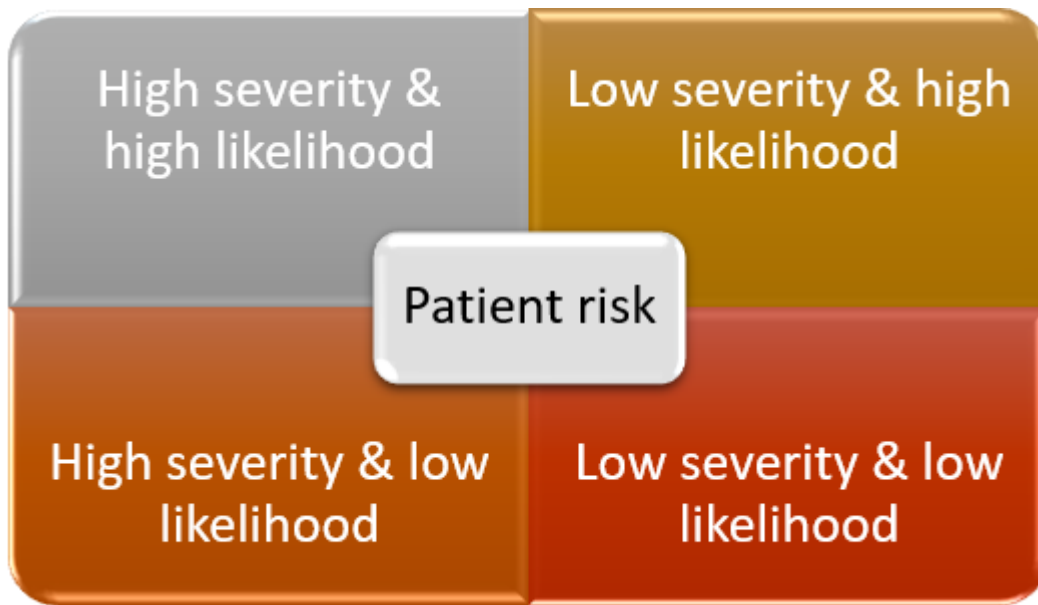 High severity &
high likelihood
Low severity & high
likelihood
Patient risk
High severity & low
likelihood
Low severity & low
likelihood